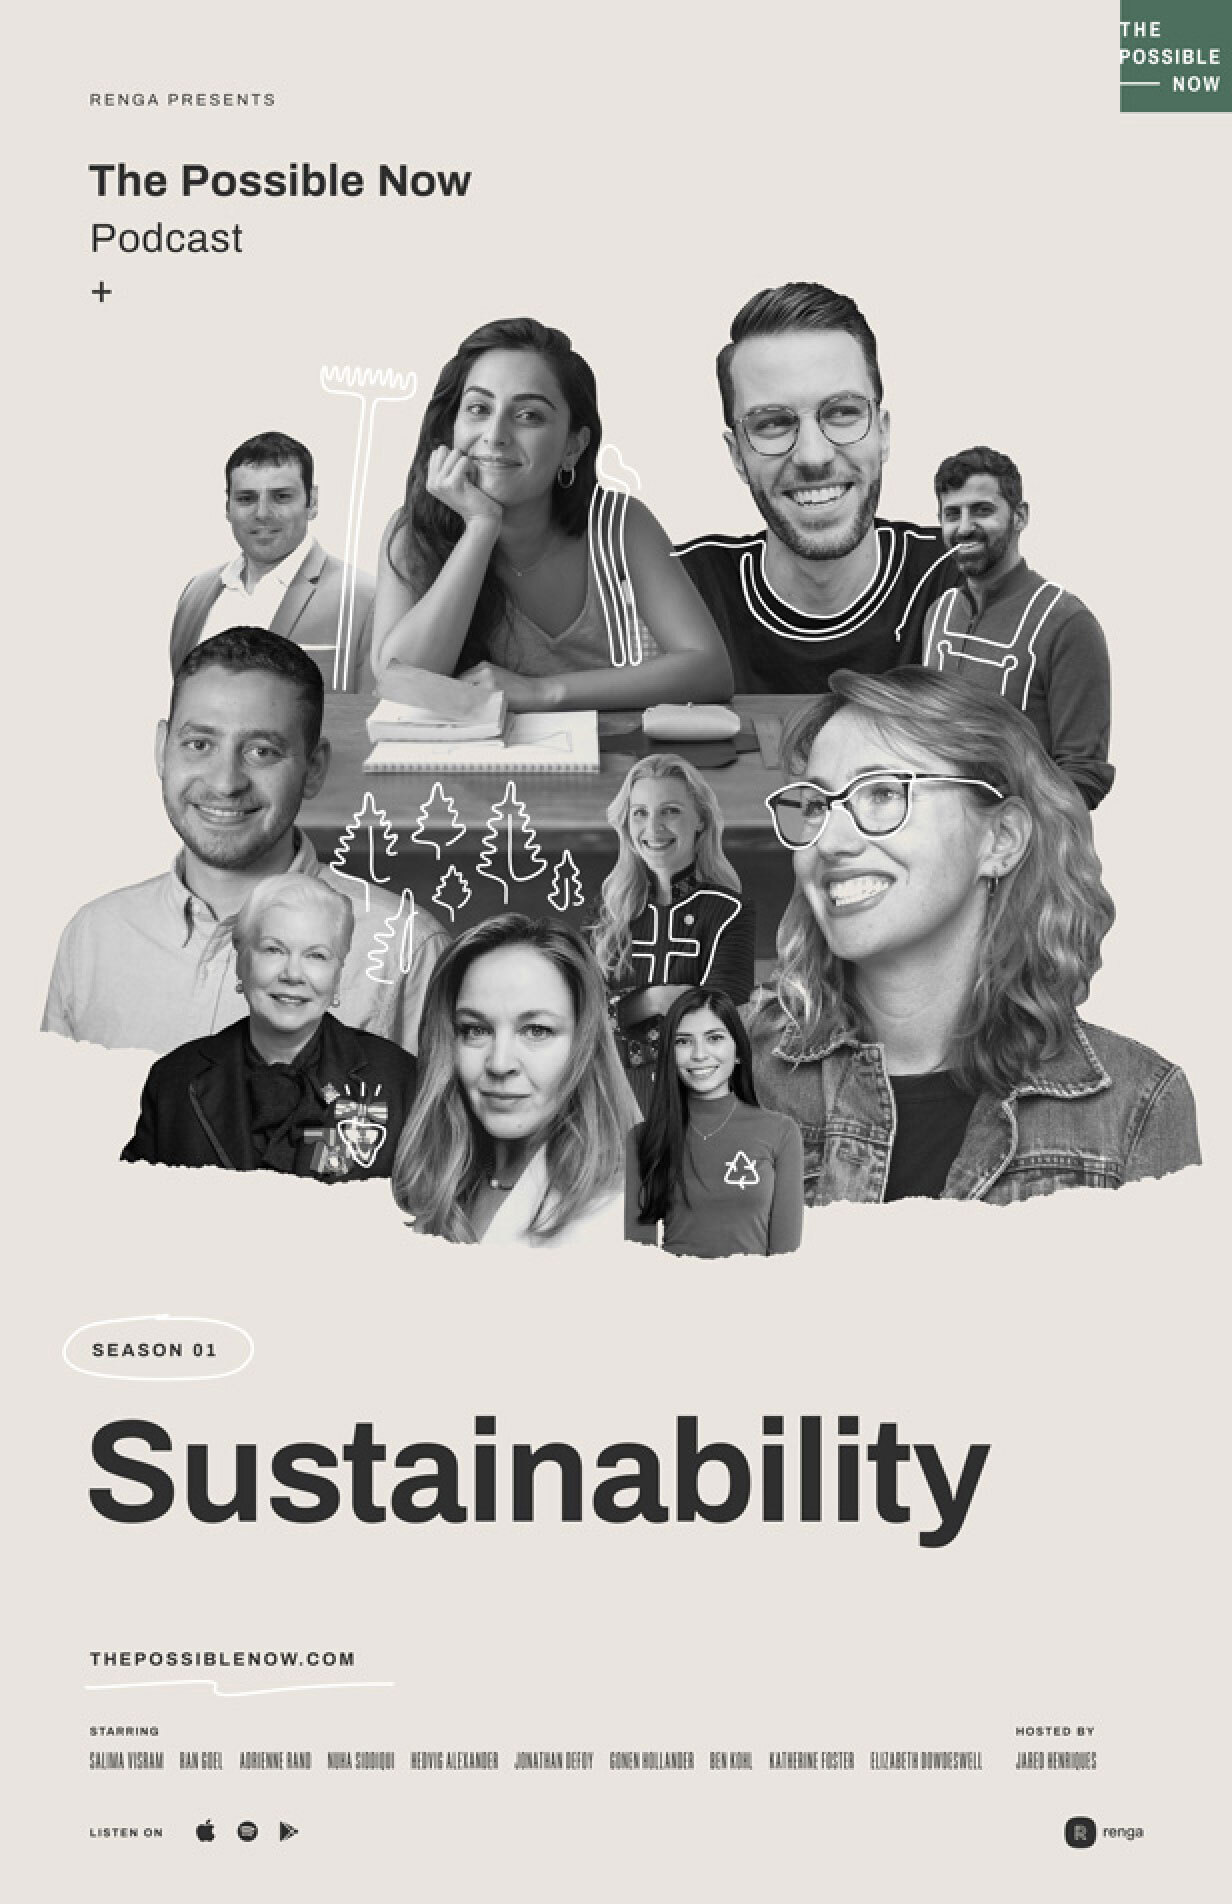 THE
POSSIBLE
NOW
RENGA PRESENTS
The Possible Now
Podcast
+
SEASON 01
Sustainability
THEPOSSIBLENOW.COM
STARRING
SALIMA VISRAM RAN GOEL ADRIENNE RAND NUHA SIDDIQUI HEDVIG ALEXANDER JONATHAN DEFOY GONEN HOLLANDER BEN KOHL KATHERINE FOSTER ELIZABETH DOWDESWELL
HOSTED BY
JARED HENRIQUES
LISTEN ON
R renga